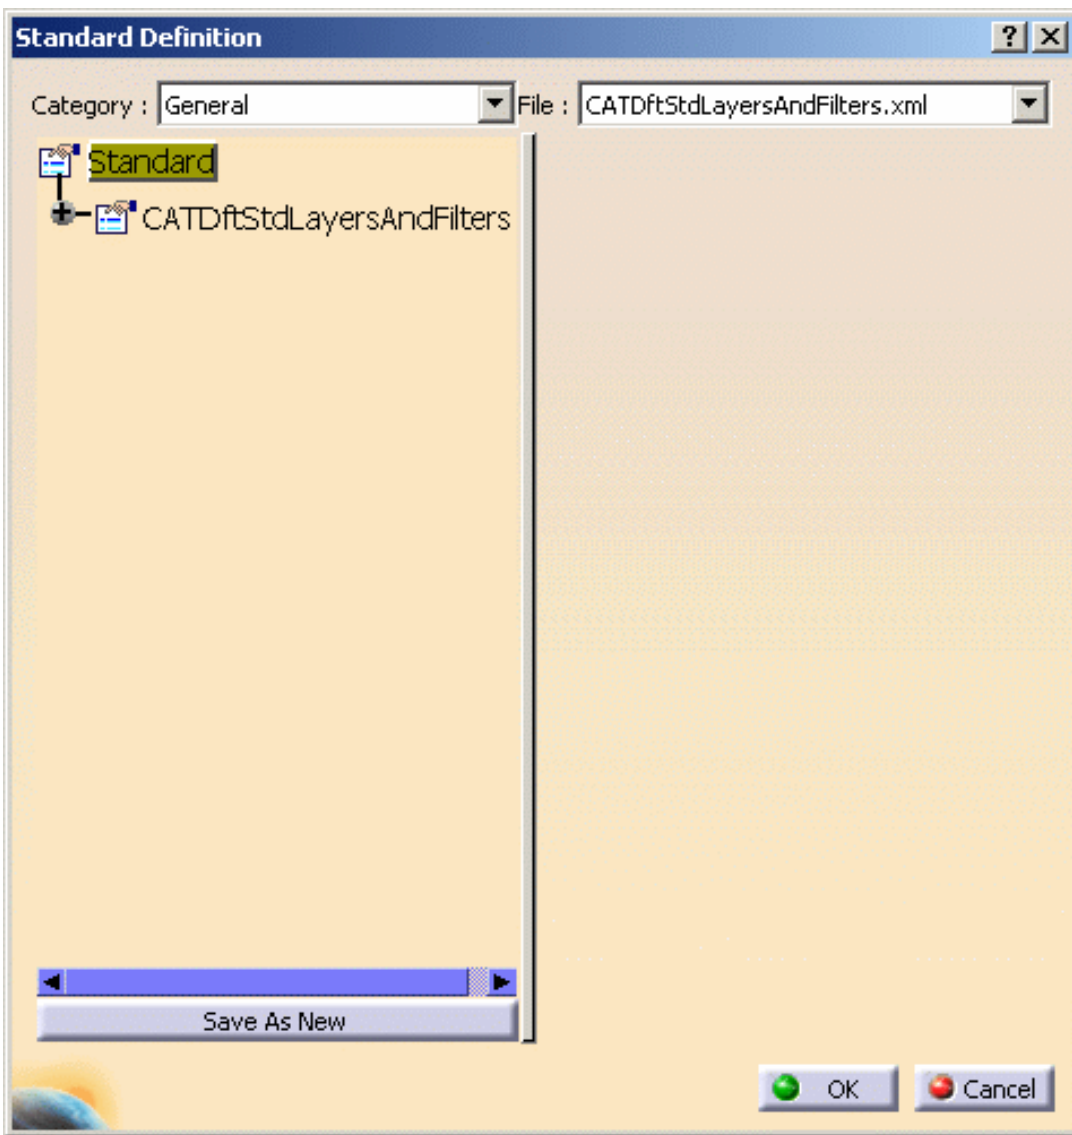 Standard Definition
Category : General File : CATDftStdLayersAndFilters.xml
Standard
CATDftStdLayersAndFilters
Save As New
OK Cancel